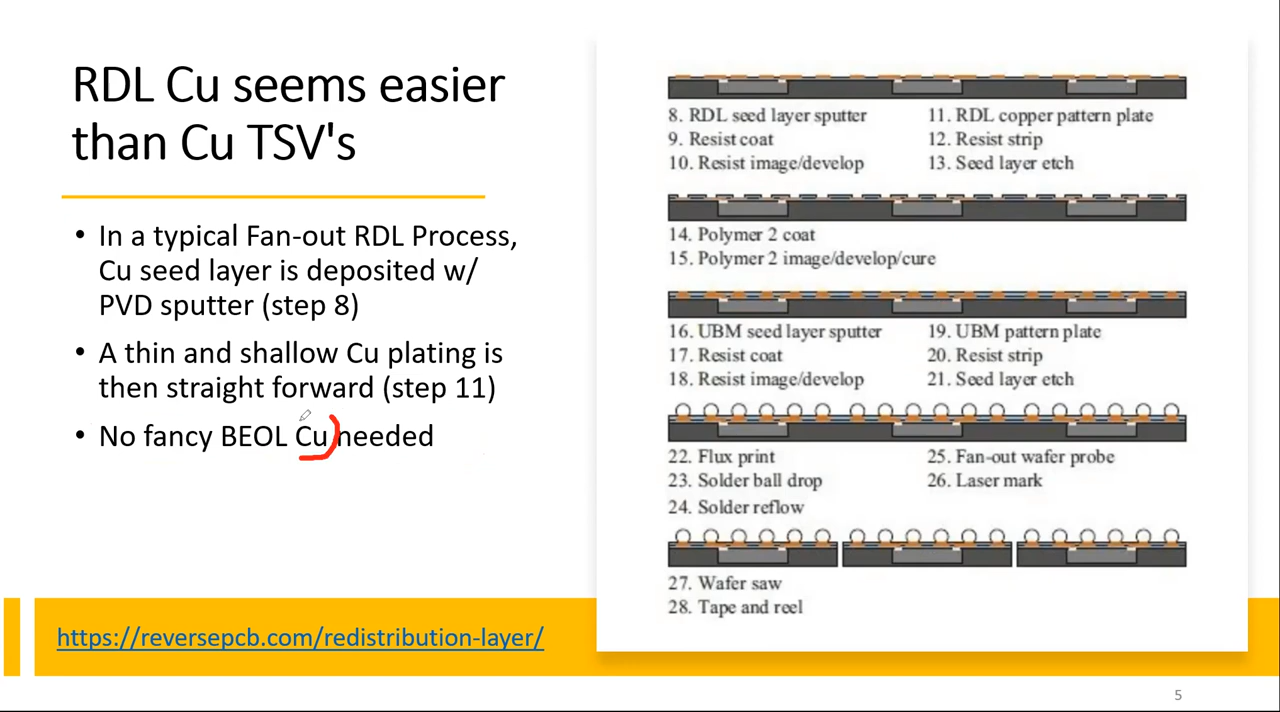 RDL Cu seems easier
than Cu TSV's
• In a typical Fan-out RDL Process,
Cu seed layer is deposited w/
PVD sputter (step 8)
• A thin and shallow Cu plating is
then straight forward (step 11)
• No fancy BEOL Cu needed
https://reversepcb.com/redistribution-layer/
8. RDL seed layer sputter
9. Resist coat
10. Resist image/develop
11. RDL copper pattern plate
12. Resist strip
13. Seed layer etch
14. Polymer 2 coat
15. Polymer 2 image/develop/cure
16. UBM seed layer sputter
17. Resist coat
18. Resist image/develop
19. UBM pattern plate
20. Resist strip
21. Seed layer etch
22. Flux print
23. Solder ball drop
24. Solder reflow
25. Fan-out wafer probe
26. Laser mark
27. Wafer saw
28. Tape and reel
5